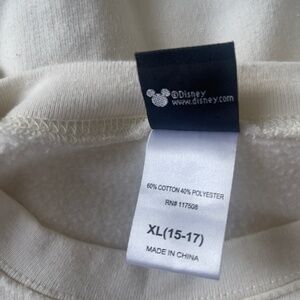 ©Disney
www.disney.com
60% COTTON 40% POLYESTER
RN# 117508
XL(15-17)
MADE IN CHINA